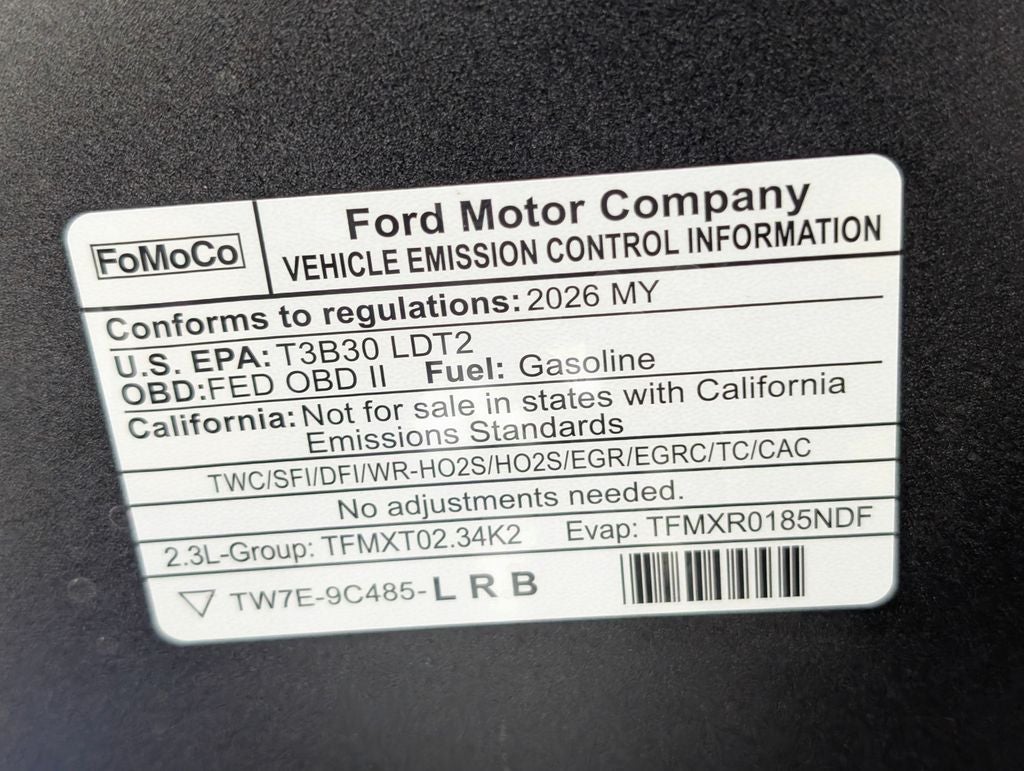 FoMoCo
Ford Motor Company
VEHICLE EMISSION CONTROL INFORMATION
Conforms to regulations: 2026 MY
U.S. EPA: T3B30 LDT2
OBD:FED OBD II Fuel: Gasoline
California: Not for sale in states with California
Emissions Standards
TWC/SFI/DFI/WR-HO2S/HO2S/EGR/EGRC/TC/CAC
No adjustments needed.
2.3L-Group: TFMXT02.34K2 Evap: TFMXR0185NDF
TW7E-9C485-LRB